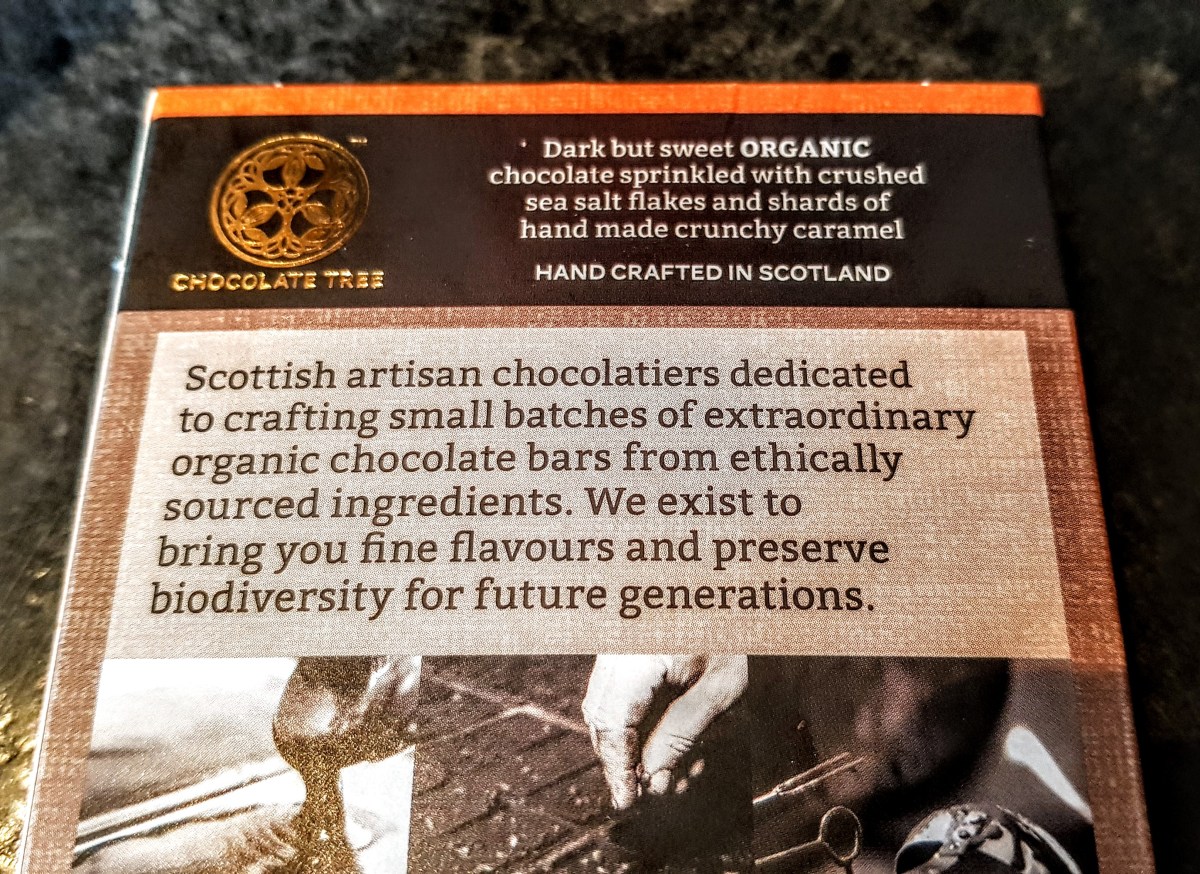 CHOCOLATE TREE
Dark but sweet ORGANIC
chocolate sprinkled with crushed
sea salt flakes and shards of
hand made crunchy caramel
HAND CRAFTED IN SCOTLAND
Scottish artisan chocolatiers dedicated
to crafting small batches of extraordinary
organic chocolate bars from ethically
sourced ingredients. We exist to
bring you fine flavours and preserve
biodiversity for future generations.